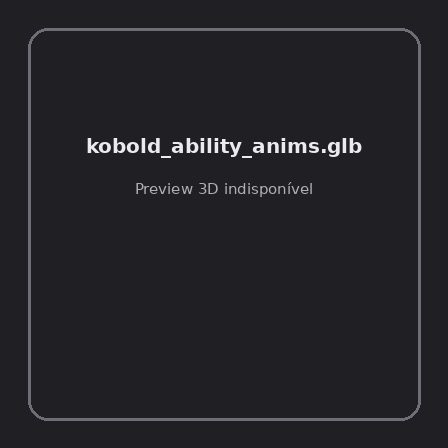 kobold_ability_anims.glb
Preview 3D indisponível